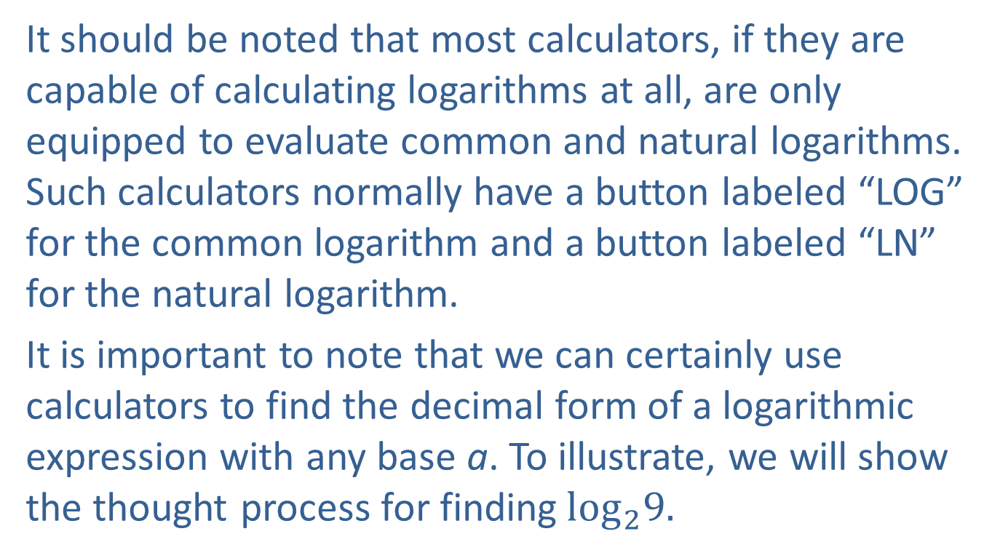 It should be noted that most calculators, if they are
capable of calculating logarithms at all, are only
equipped to evaluate common and natural logarithms.
Such calculators normally have a button labeled “LOG”
for the common logarithm and a button labeled “LN”
for the natural logarithm.
It is important to note that we can certainly use
calculators to find the decimal form of a logarithmic
expression with any base a. To illustrate, we will show
the thought process for finding log₂9.